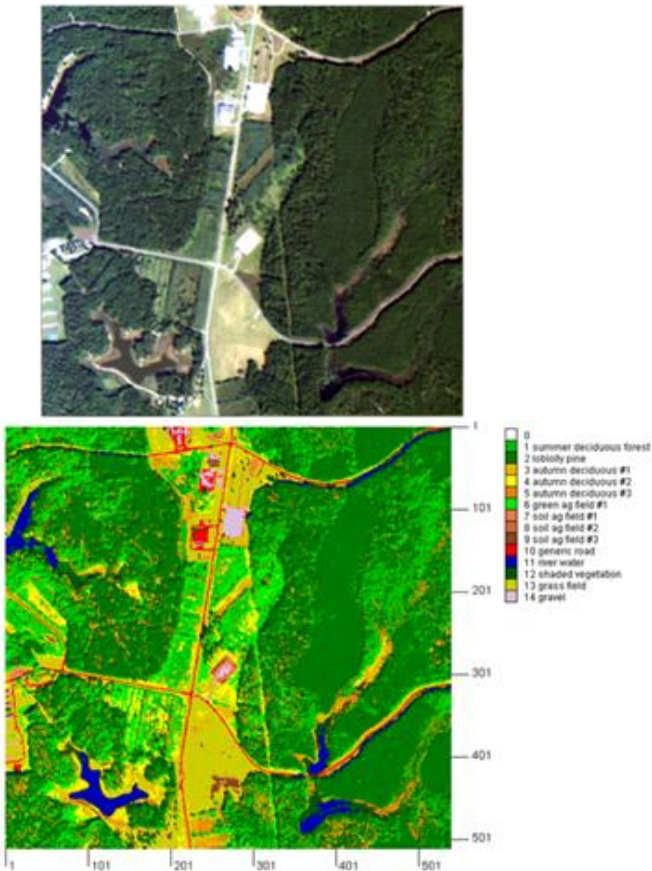 1
0
1 summer deciduous forest
2 loblolly pine
3 autumn deciduous #1
4 autumn deciduous #2
5 autumn deciduous #3
6 green ag field #1
7 soil ag field #1
8 soil ag field #2
9 soil ag field #3
10 generic road
11 river water
12 shaded vegetation
13 grass field
14 gravel
101
201
301
401
501
1 101 201 301 401 501